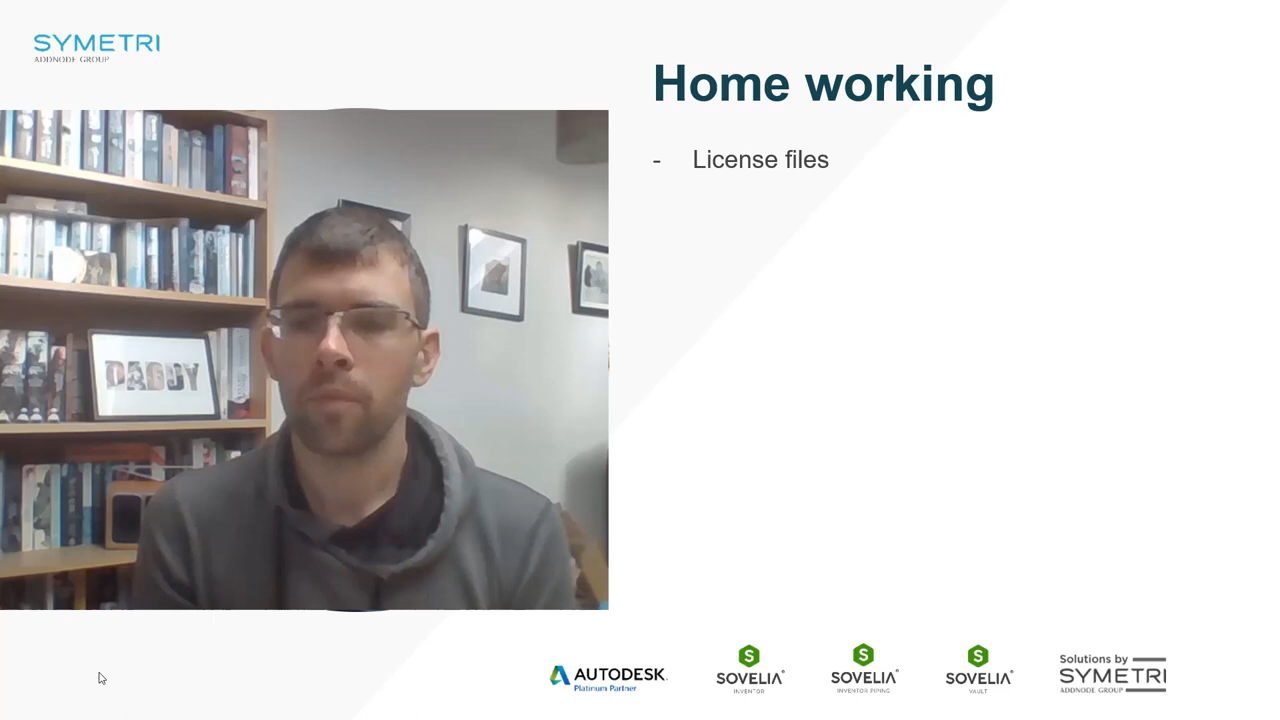 SYMETRI
ADDNODE GROUP
Home working
- License files
DADDY
AUTODESK
Platinum Partner
SOVELIA
INVENTOR
SOVELIA
INVENTOR PIPING
SOVELIA
VAULT
Solutions by
SYMETRI
ADDNODE GROUP